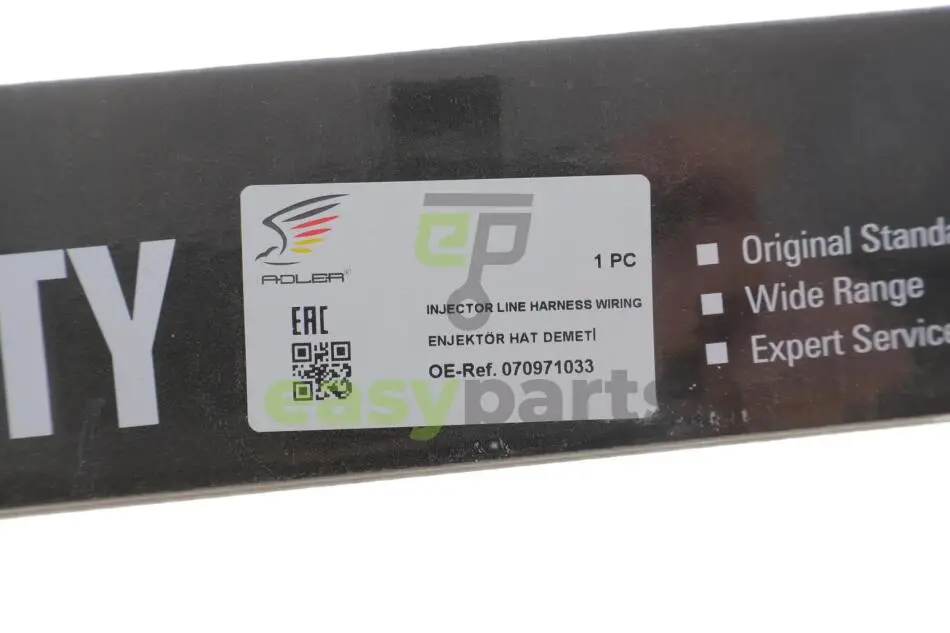 TY
ADLER®
EAC
1 PC
INJECTOR LINE HARNESS WIRING
ENJEKTÖR HAT DEMETİ
OE-Ref. 070971033
Original Standa
Wide Range
Expert Service
ep
easyparts